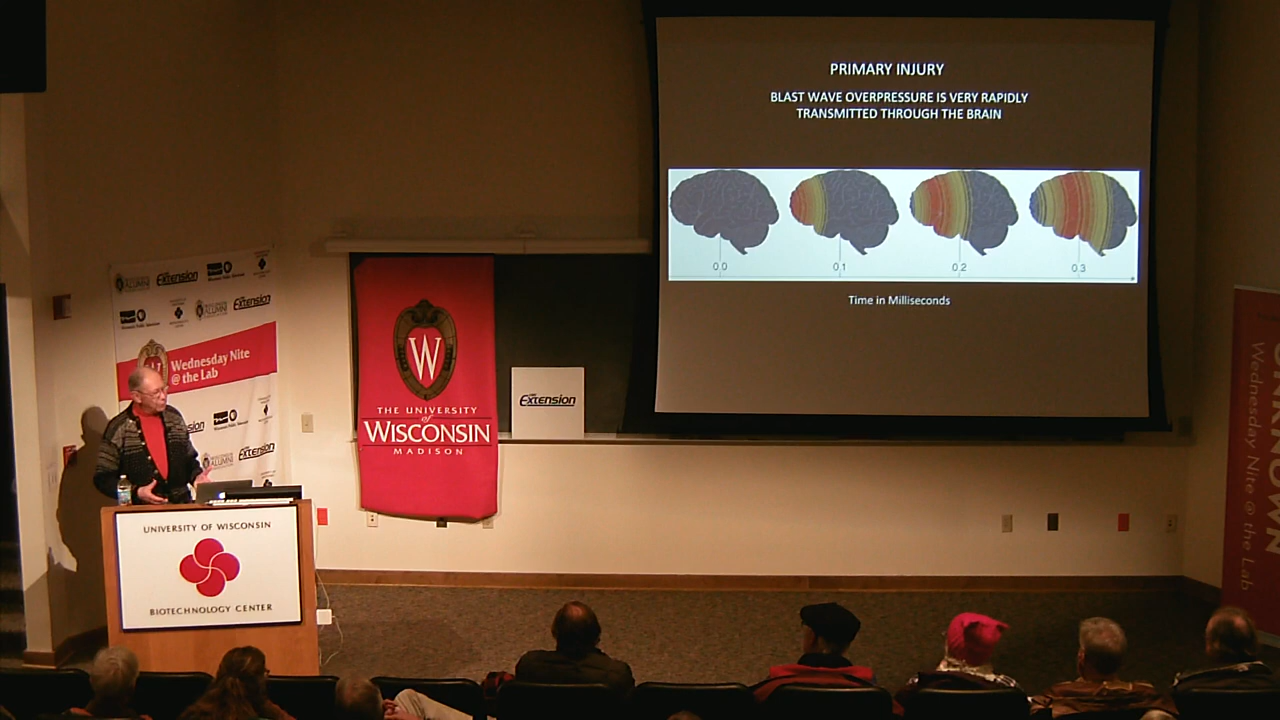 PRIMARY INJURY
BLAST WAVE OVERPRESSURE IS VERY RAPIDLY
TRANSMITTED THROUGH THE BRAIN
0.0
0.1
0.2
0.3
Time in Milliseconds
ALUMNI
Extension
ALUMNI
Extension
Wednesday Nite
@ the Lab
Extension
W
THE UNIVERSITY
of
WISCONSIN
MADISON
Extension
UNIVERSITY OF WISCONSIN
BIOTECHNOLOGY CENTER
Wednesday Nite @ the Lab